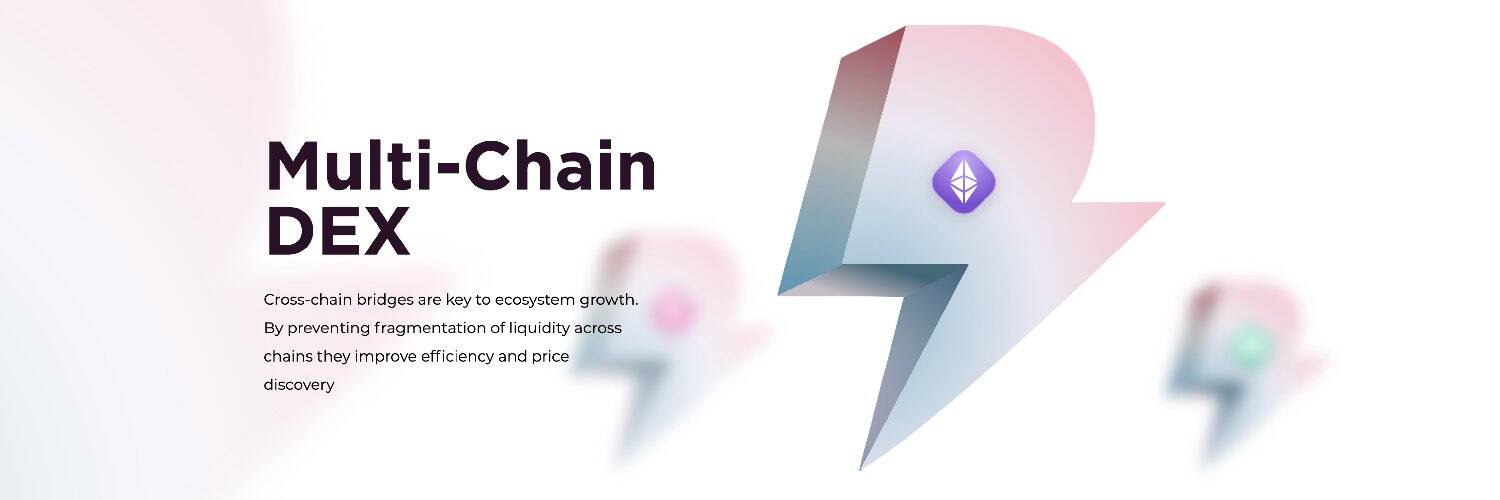 Multi-Chain
DEX
Cross-chain bridges are key to ecosystem growth.
By preventing fragmentation of liquidity across
chains they improve efficiency and price
discovery